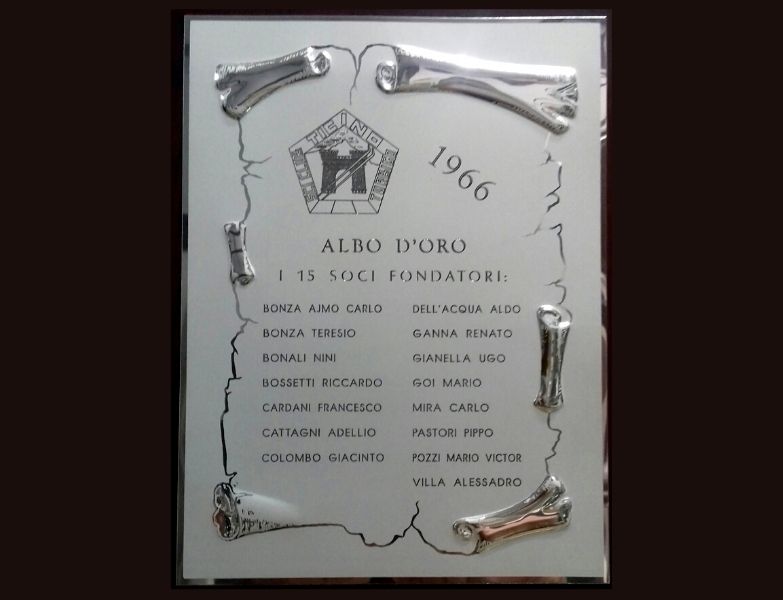 TICINO
1966
ALBO D'ORO
I 15 SOCI FONDATORI:
BONZA AJMO CARLO
BONZA TERESIO
BONALI NINI
BOSSETTI RICCARDO
CARDANI FRANCESCO
CATTAGNI ADELLIO
COLOMBO GIACINTO
DELL'ACQUA ALDO
GANNA RENATO
GIANELLA UGO
GOI MARIO
MIRA CARLO
PASTORI PIPPO
POZZI MARIO VICTOR
VILLA ALESSADRO